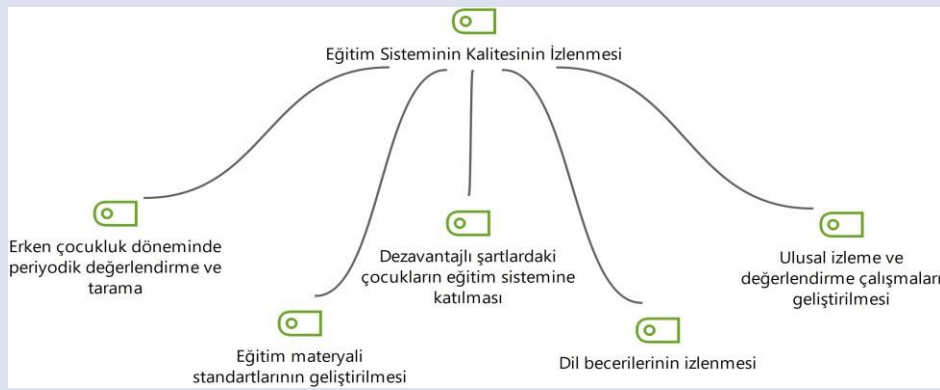 Eğitim Sisteminin Kalitesinin İzlenmesi
Erken çocukluk döneminde
periyodik değerlendirme ve
tarama
Eğitim materyali
standartlarının geliştirilmesi
Dezavantajlı şartlardaki
çocukların eğitim sistemine
katılması
Dil becerilerinin izlenmesi
Ulusal izleme ve
değerlendirme çalışmaları
geliştirilmesi